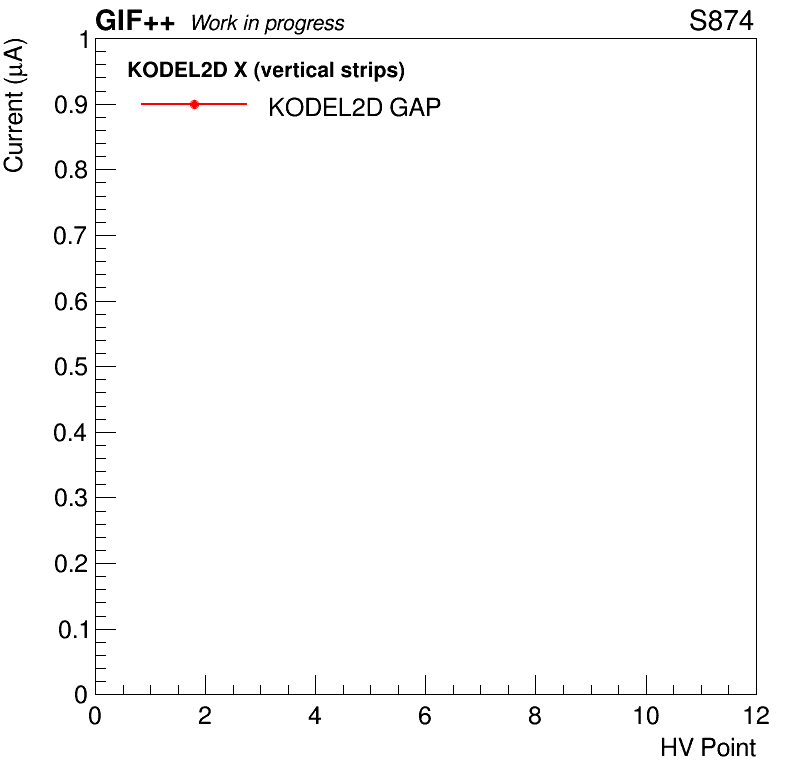 GIF++ Work in progress S874
Current (μA)
KODEL2D X (vertical strips)
KODEL2D GAP
1
0.9
0.8
0.7
0.6
0.5
0.4
0.3
0.2
0.1
0
0 2 4 6 8 10 12
HV Point